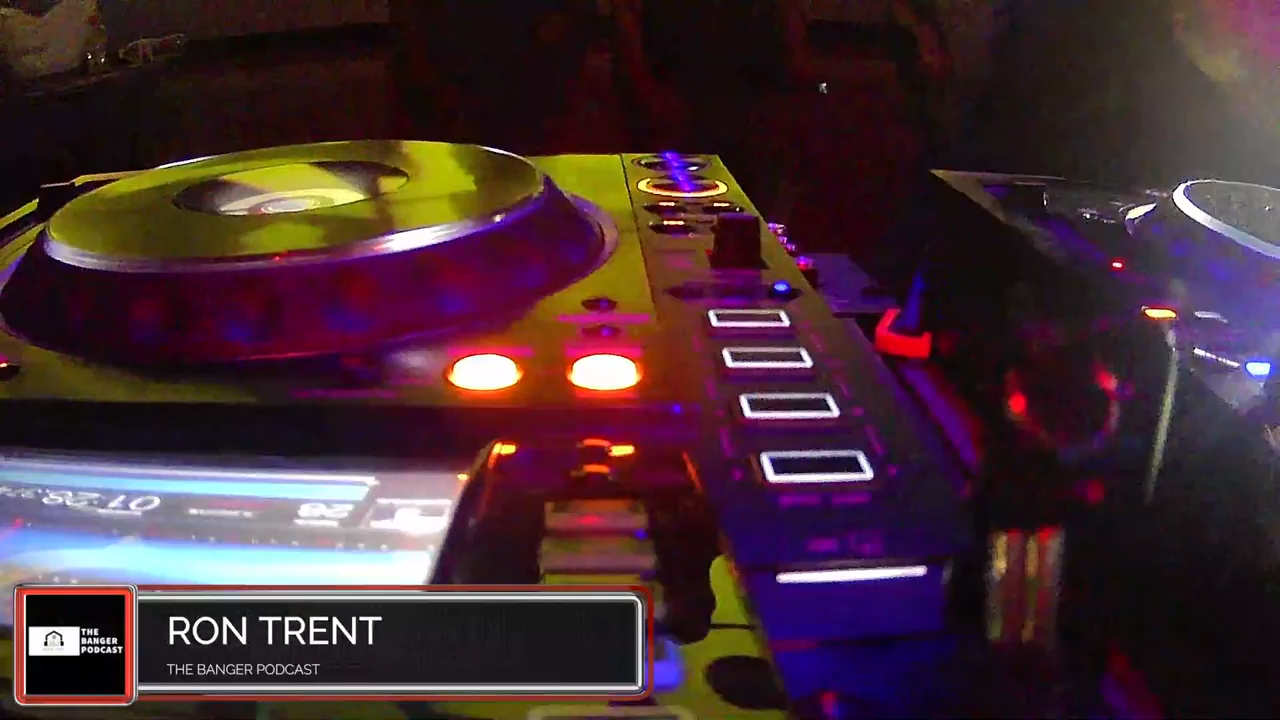 THE
BANGER
PODCAST
RON TRENT
THE BANGER PODCAST